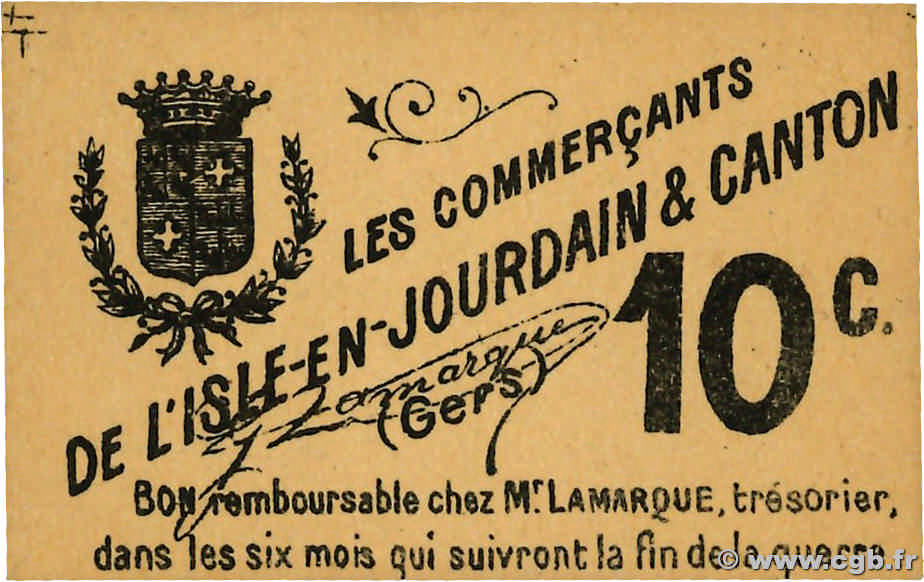 LES COMMERÇANTS
DE L'ISLE-EN-JOURDAIN & CANTON
(Gers)
10 C.
Lamarque
Bon remboursable chez Mr. LAMARQUE, trésorier,
dans les six mois qui suivront la fin de la guerre
© www.cgb.fr